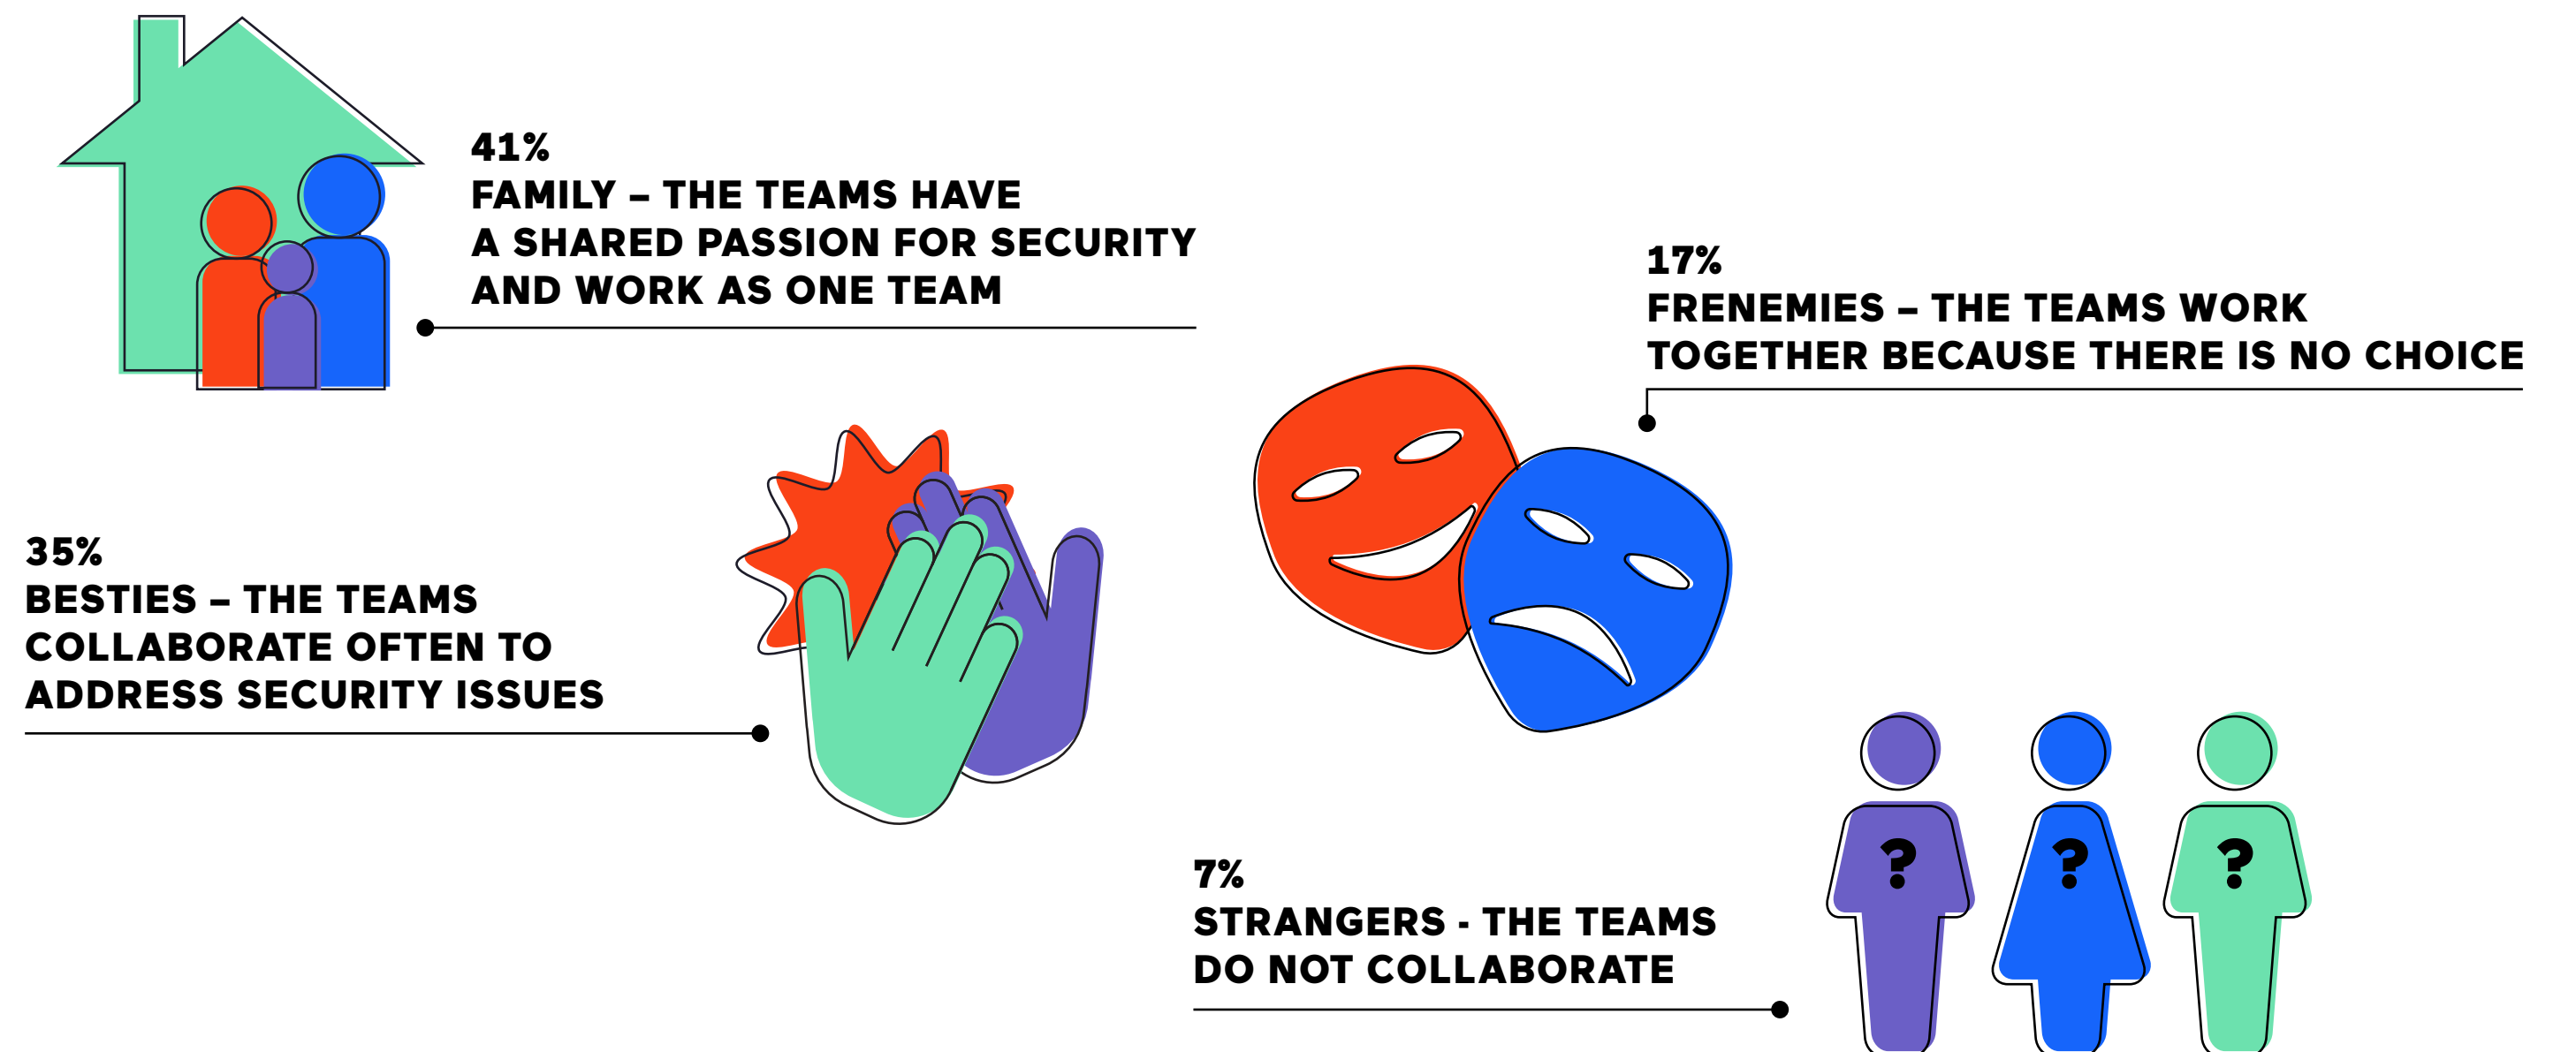 41%
FAMILY – THE TEAMS HAVE
A SHARED PASSION FOR SECURITY
AND WORK AS ONE TEAM
17%
FRENEMIES – THE TEAMS WORK
TOGETHER BECAUSE THERE IS NO CHOICE
35%
BESTIES – THE TEAMS
COLLABORATE OFTEN TO
ADDRESS SECURITY ISSUES
7%
STRANGERS - THE TEAMS
DO NOT COLLABORATE
? ? ?